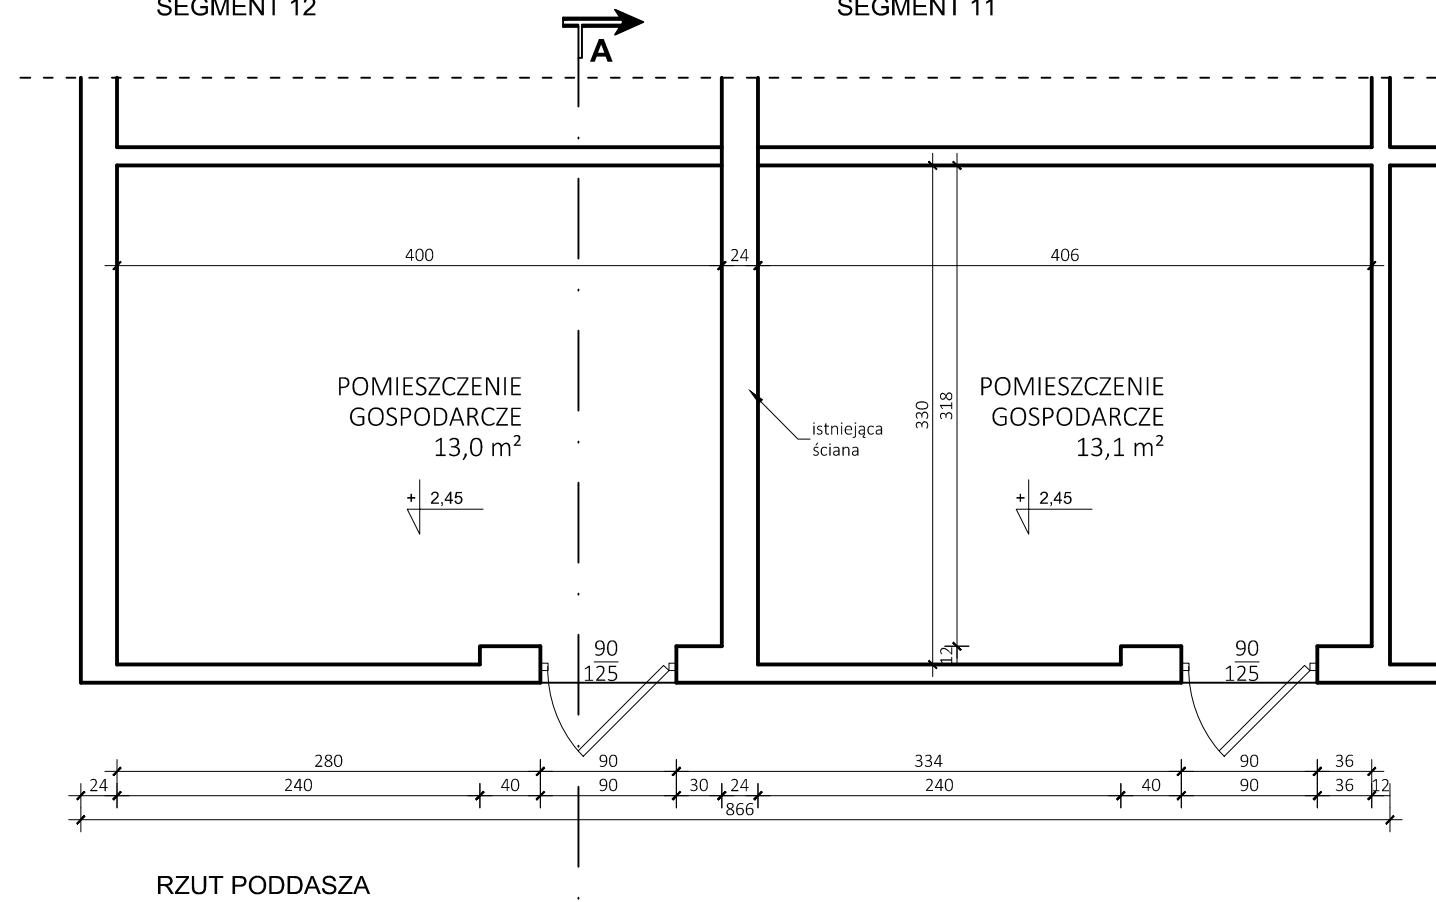 SEGMENT 12
SEGMENT 11
A
400
24
406
POMIESZCZENIE
GOSPODARCZE
13,0 m²
+ 2,45
330
318
12
istniejąca
ściana
POMIESZCZENIE
GOSPODARCZE
13,1 m²
+ 2,45
90
125
90
125
280
90
334
90
36
24
240
40
90
30
24
240
40
90
36
12
866
RZUT PODDASZA